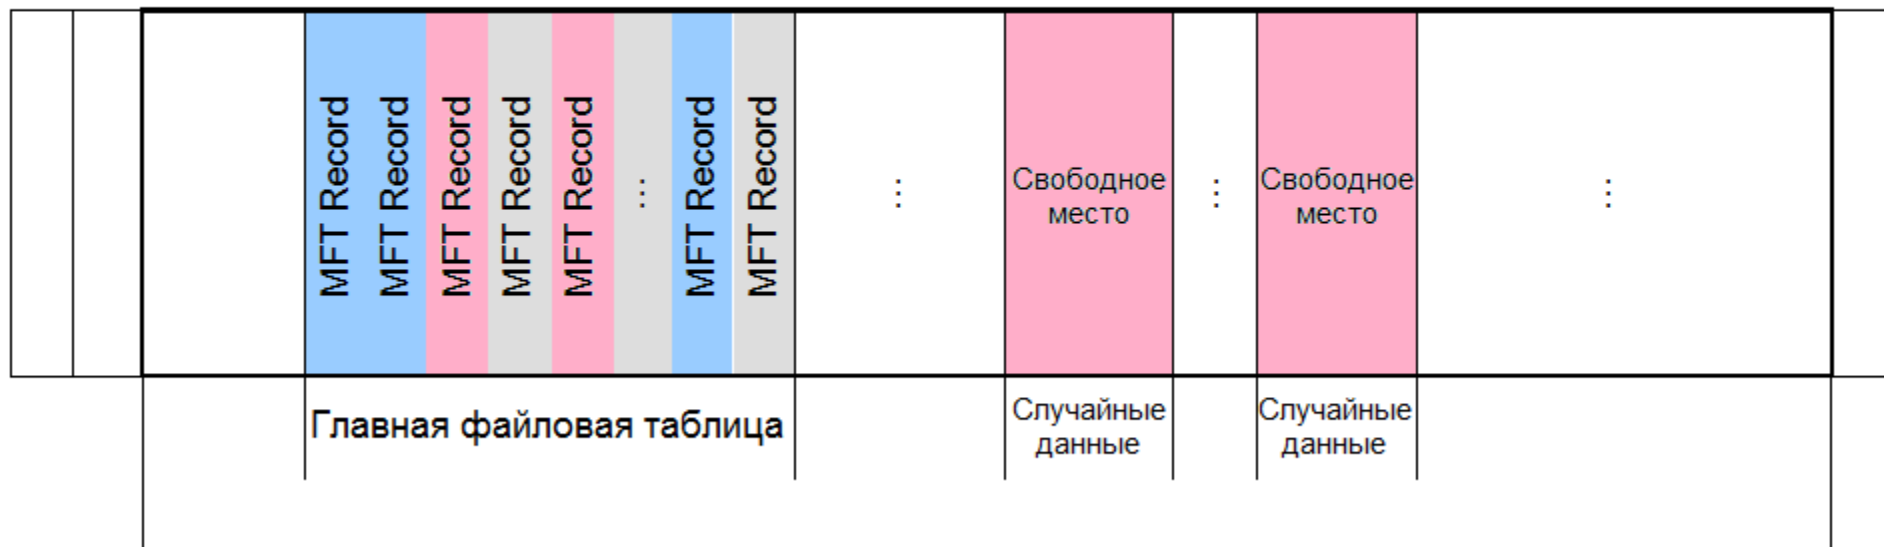 MFT Record
MFT Record
MFT Record
MFT Record
MFT Record
⋮
MFT Record
MFT Record
⋮
Свободное
место
⋮
Свободное
место
⋮
Главная файловая таблица
Случайные
данные
Случайные
данные